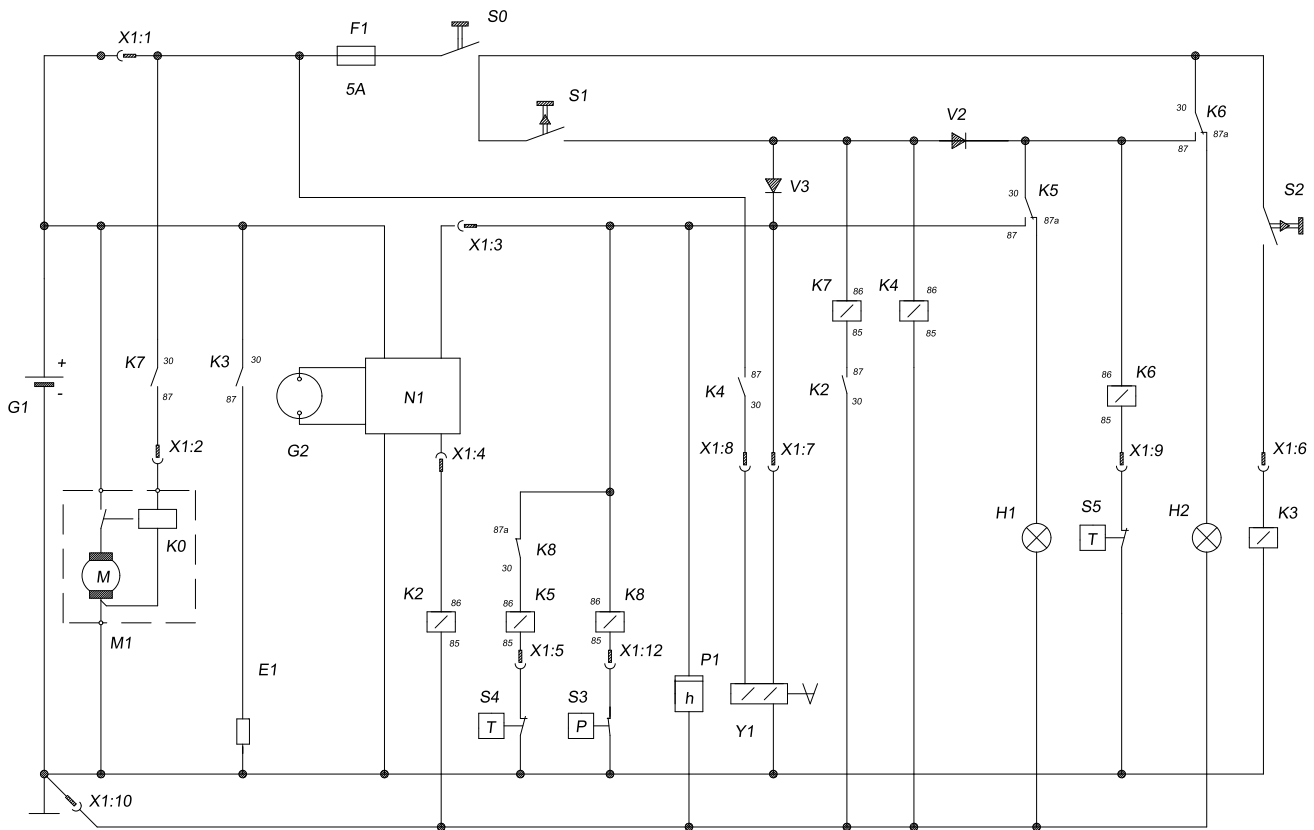 S0
F1
X1:1
5A
S1
V2
30
K6
87a
87
V3
S2
30
K5
87a
87
X1:3
K7
86
K4
86
85
85
+
-
G1
K7
30
87
K3
30
87
N1
G2
K4
87
30
K2
87
30
86
K6
85
X1:2
X1:4
X1:8
X1:7
X1:9
X1:6
K0
M
M1
87a
K8
30
H1
S5
T
H2
K3
K2
86
85
86
K5
85
86
K8
85
X1:5
X1:12
E1
S4
T
S3
P
P1
h
Y1
X1:10